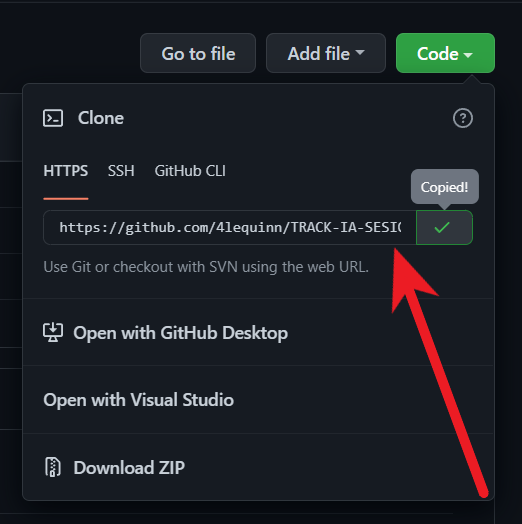 Go to file Add file Code
Clone
HTTPS SSH GitHub CLI
Copied!
https://github.com/4lequinn/TRACK-IA-SESIO
Use Git or checkout with SVN using the web URL.
Open with GitHub Desktop
Open with Visual Studio
Download ZIP